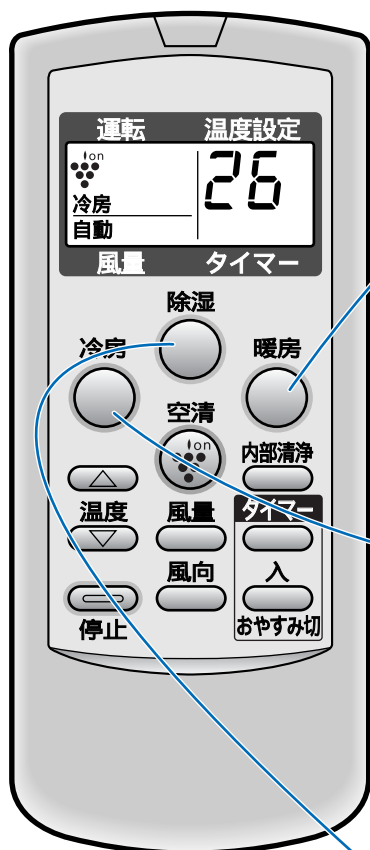 運転 温度設定
ion
26
冷房
自動
風量 タイマー
除湿
冷房 暖房
空清
ion
内部清浄
温度 風量 タイマー
風向 入
停止 おやすみ切